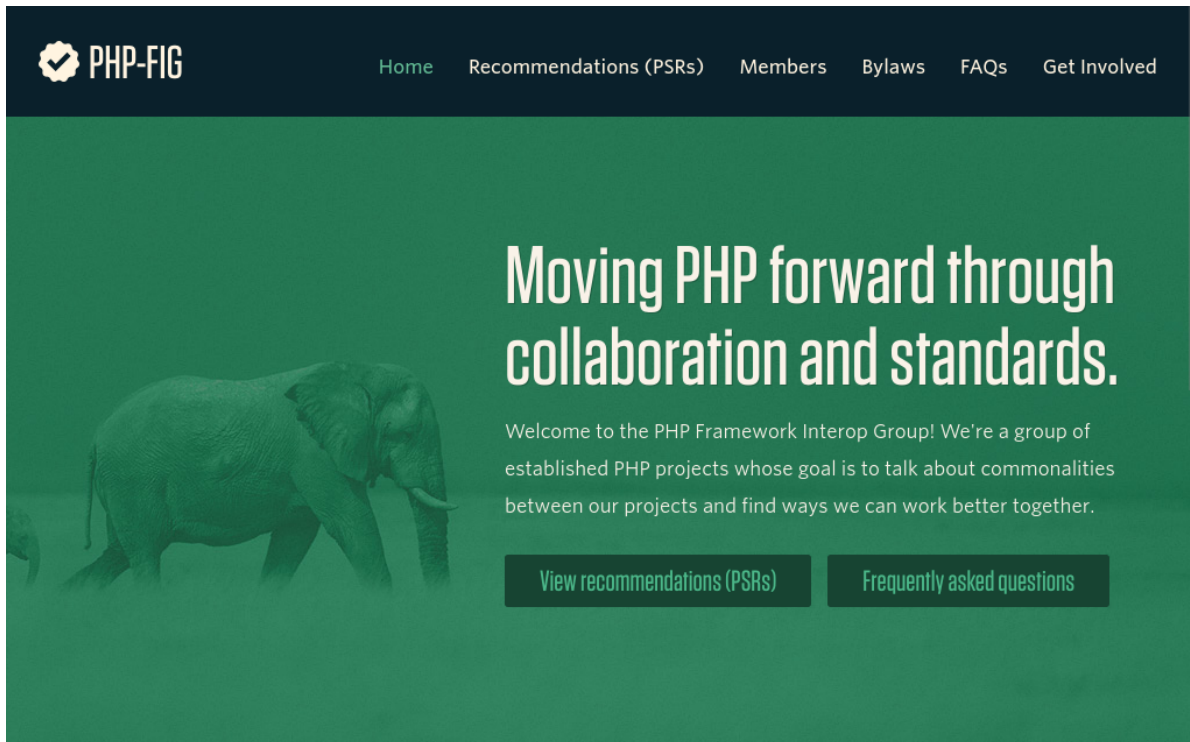 PHP-FIG
Home
Recommendations (PSRs)
Members
Bylaws
FAQs
Get Involved
Moving PHP forward through
collaboration and standards.
Welcome to the PHP Framework Interop Group! We're a group of
established PHP projects whose goal is to talk about commonalities
between our projects and find ways we can work better together.
View recommendations (PSRs)
Frequently asked questions